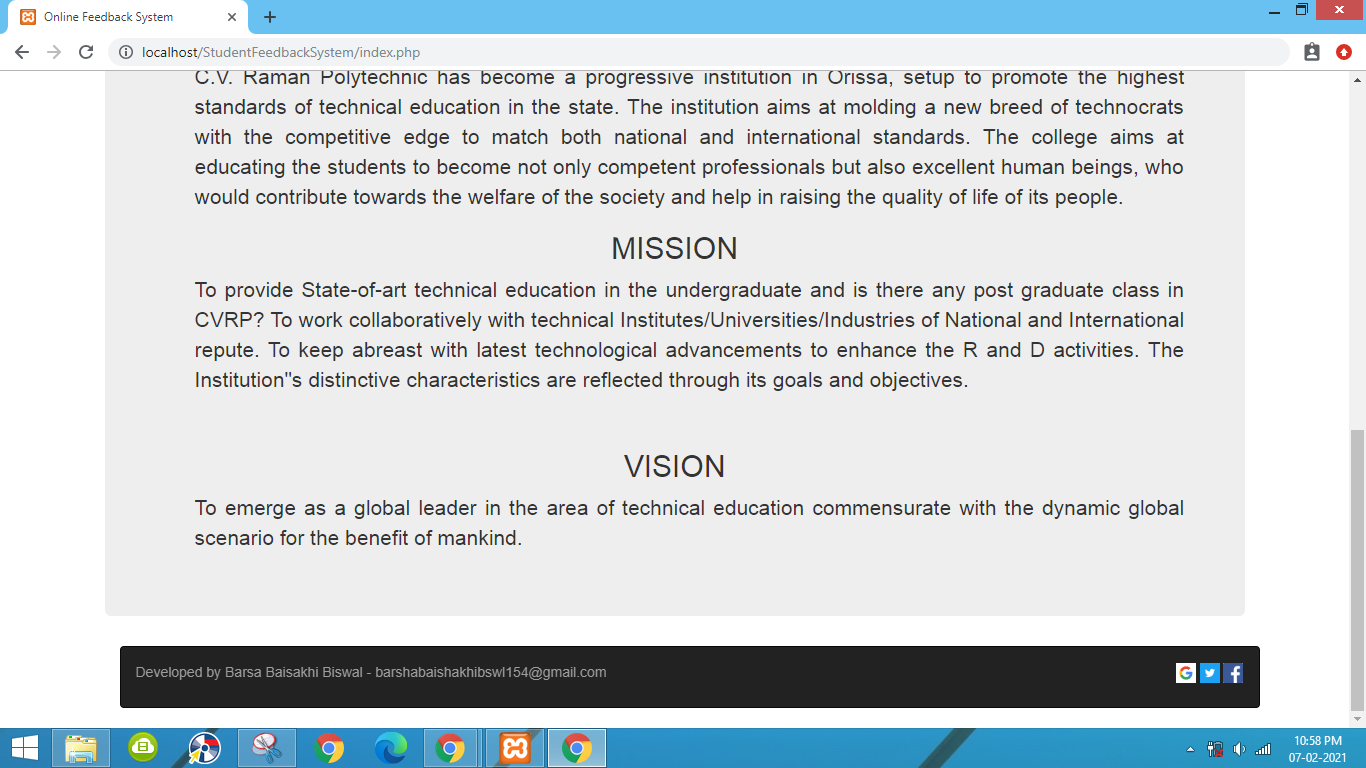 Online Feedback System
localhost/StudentFeedbackSystem/index.php
C.V. Raman Polytechnic has become a progressive institution in Orissa, setup to promote the highest
standards of technical education in the state. The institution aims at molding a new breed of technocrats
with the competitive edge to match both national and international standards. The college aims at
educating the students to become not only competent professionals but also excellent human beings, who
would contribute towards the welfare of the society and help in raising the quality of life of its people.
MISSION
To provide State-of-art technical education in the undergraduate and is there any post graduate class in
CVRP? To work collaboratively with technical Institutes/Universities/Industries of National and International
repute. To keep abreast with latest technological advancements to enhance the R and D activities. The
Institution"s distinctive characteristics are reflected through its goals and objectives.
VISION
To emerge as a global leader in the area of technical education commensurate with the dynamic global
scenario for the benefit of mankind.
Developed by Barsa Baisakhi Biswal - barshabaishakhibswl154@gmail.com
10:58 PM
07-02-2021